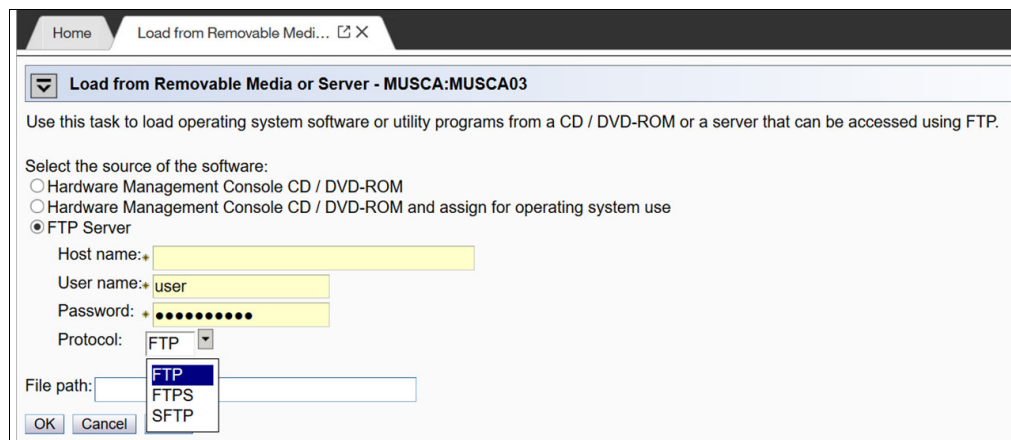 Home Load from Removable Medi...
Load from Removable Media or Server - MUSCA:MUSCA03
Use this task to load operating system software or utility programs from a CD / DVD-ROM or a server that can be accessed using FTP.
Select the source of the software:
Hardware Management Console CD / DVD-ROM
Hardware Management Console CD / DVD-ROM and assign for operating system use
FTP Server
Host name:
User name: user
Password: ●●●●●●●●●●
Protocol: FTP
FTP
File path:
FTPS
SFTP
OK Cancel